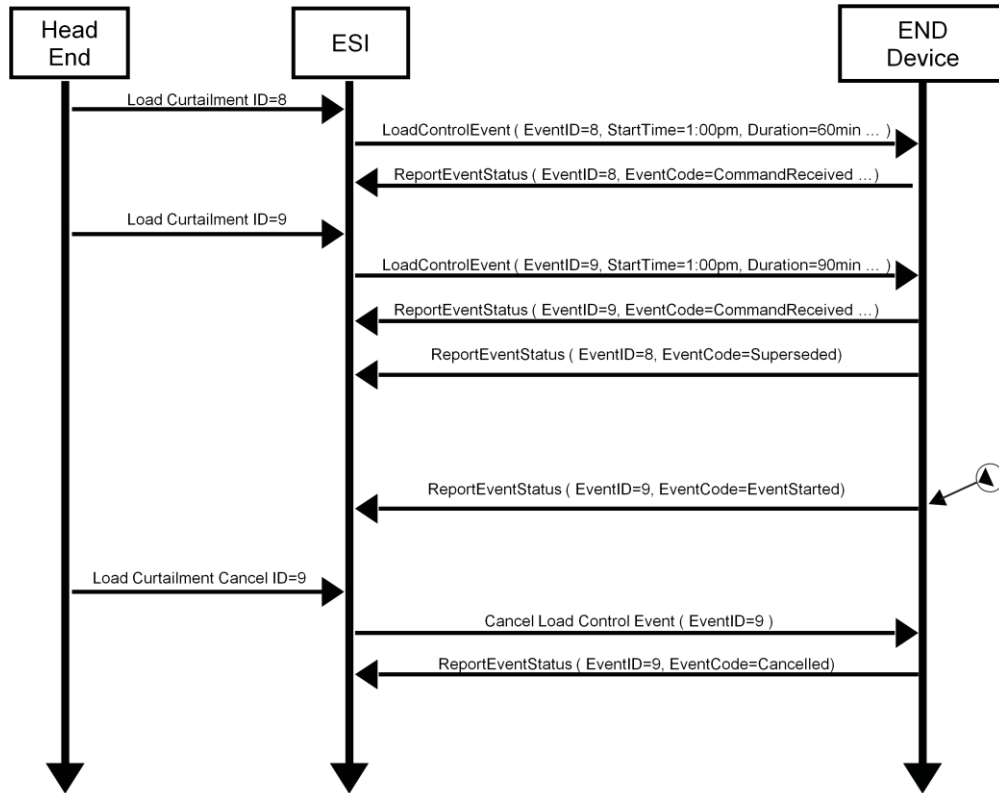 Head
End
ESI
END
Device
Load Curtailment ID=8
LoadControlEvent ( EventID=8, StartTime=1:00pm, Duration=60min ... )
ReportEventStatus ( EventID=8, EventCode=CommandReceived ...)
Load Curtailment ID=9
LoadControlEvent ( EventID=9, StartTime=1:00pm, Duration=90min ... )
ReportEventStatus ( EventID=9, EventCode=CommandReceived ...)
ReportEventStatus ( EventID=8, EventCode=Superseded)
ReportEventStatus ( EventID=9, EventCode=EventStarted)
Load Curtailment Cancel ID=9
Cancel Load Control Event ( EventID=9 )
ReportEventStatus ( EventID=9, EventCode=Cancelled)